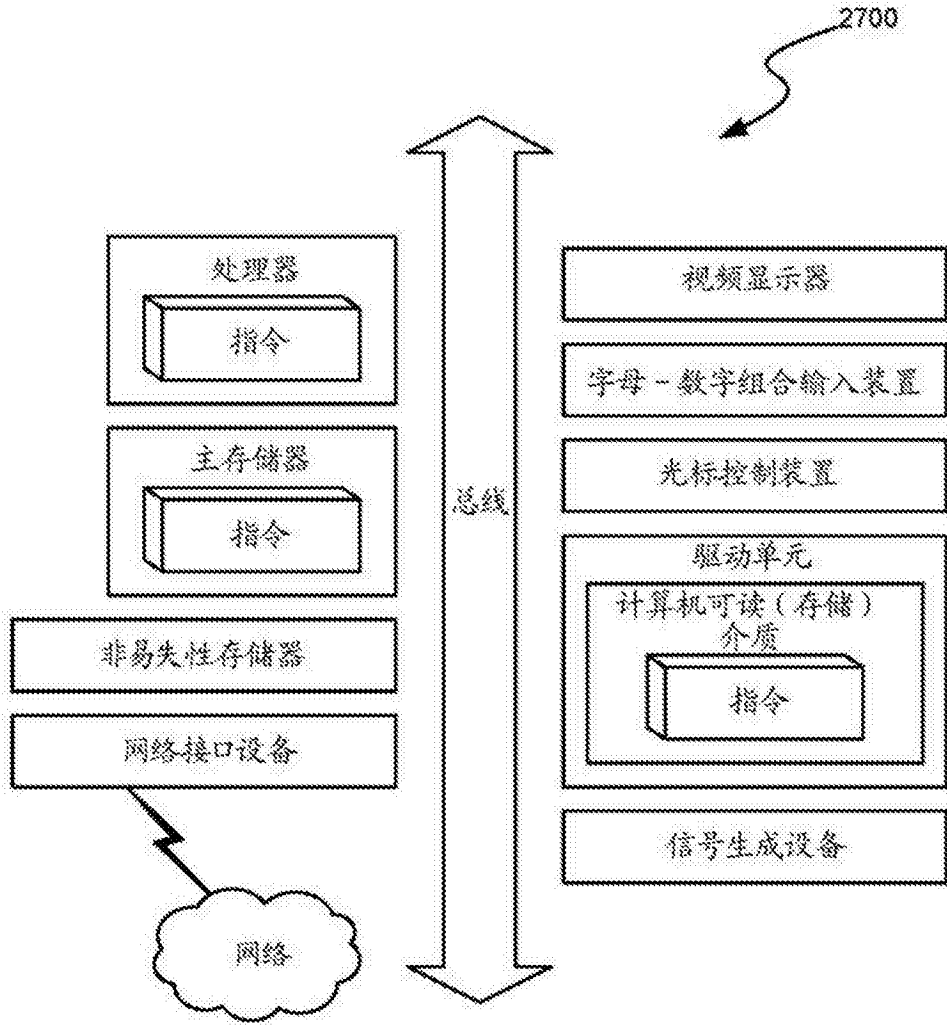 2700
处理器
指令
主存储器
指令
非易失性存储器
网络接口设备
网络
总线
视频显示器
字母－数字组合输入装置
光标控制装置
驱动单元
计算机可读（存储）
介质
指令
信号生成设备